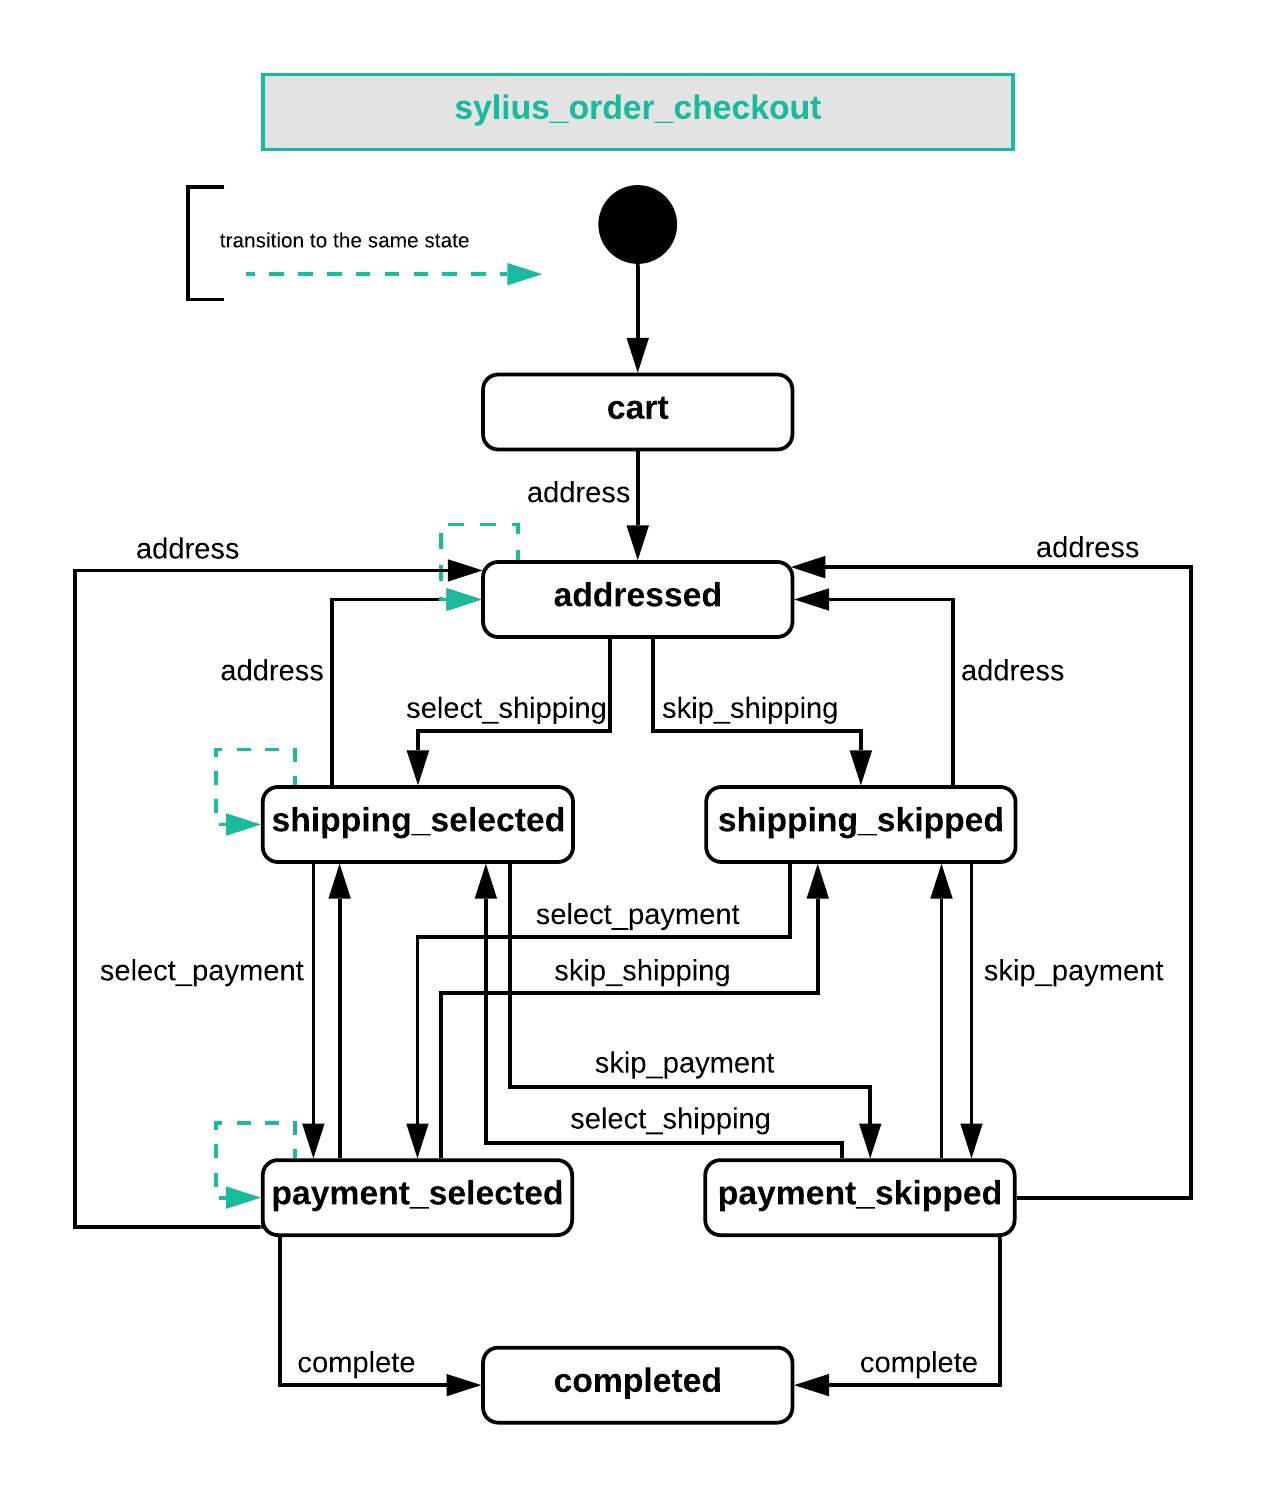 sylius_order_checkout
transition to the same state
cart
address
address
address
addressed
address
address
select_shipping
skip_shipping
shipping_selected
shipping_skipped
select_payment
select_payment
skip_shipping
skip_payment
skip_payment
select_shipping
payment_selected
payment_skipped
complete
complete
completed